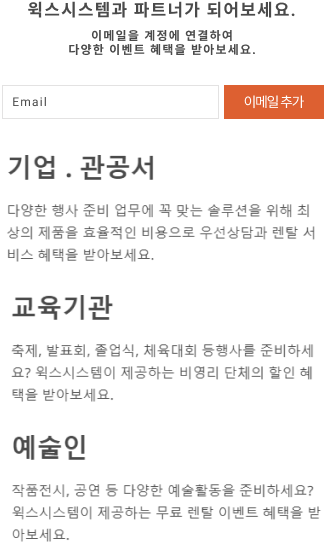 윅스시스템과 파트너가 되어보세요.
이메일을 계정에 연결하여
다양한 이벤트 혜택을 받아보세요.
Email
이메일 추가
기업 . 관공서
다양한 행사 준비 업무에 꼭 맞는 솔루션을 위해 최
상의 제품을 효율적인 비용으로 우선상담과 렌탈 서
비스 혜택을 받아보세요.
교육기관
축제, 발표회, 졸업식, 체육대회 등행사를 준비하세
요? 윅스시스템이 제공하는 비영리 단체의 할인 혜
택을 받아보세요.
예술인
작품전시, 공연 등 다양한 예술활동을 준비하세요?
윅스시스템이 제공하는 무료 렌탈 이벤트 혜택을 받
아보세요.